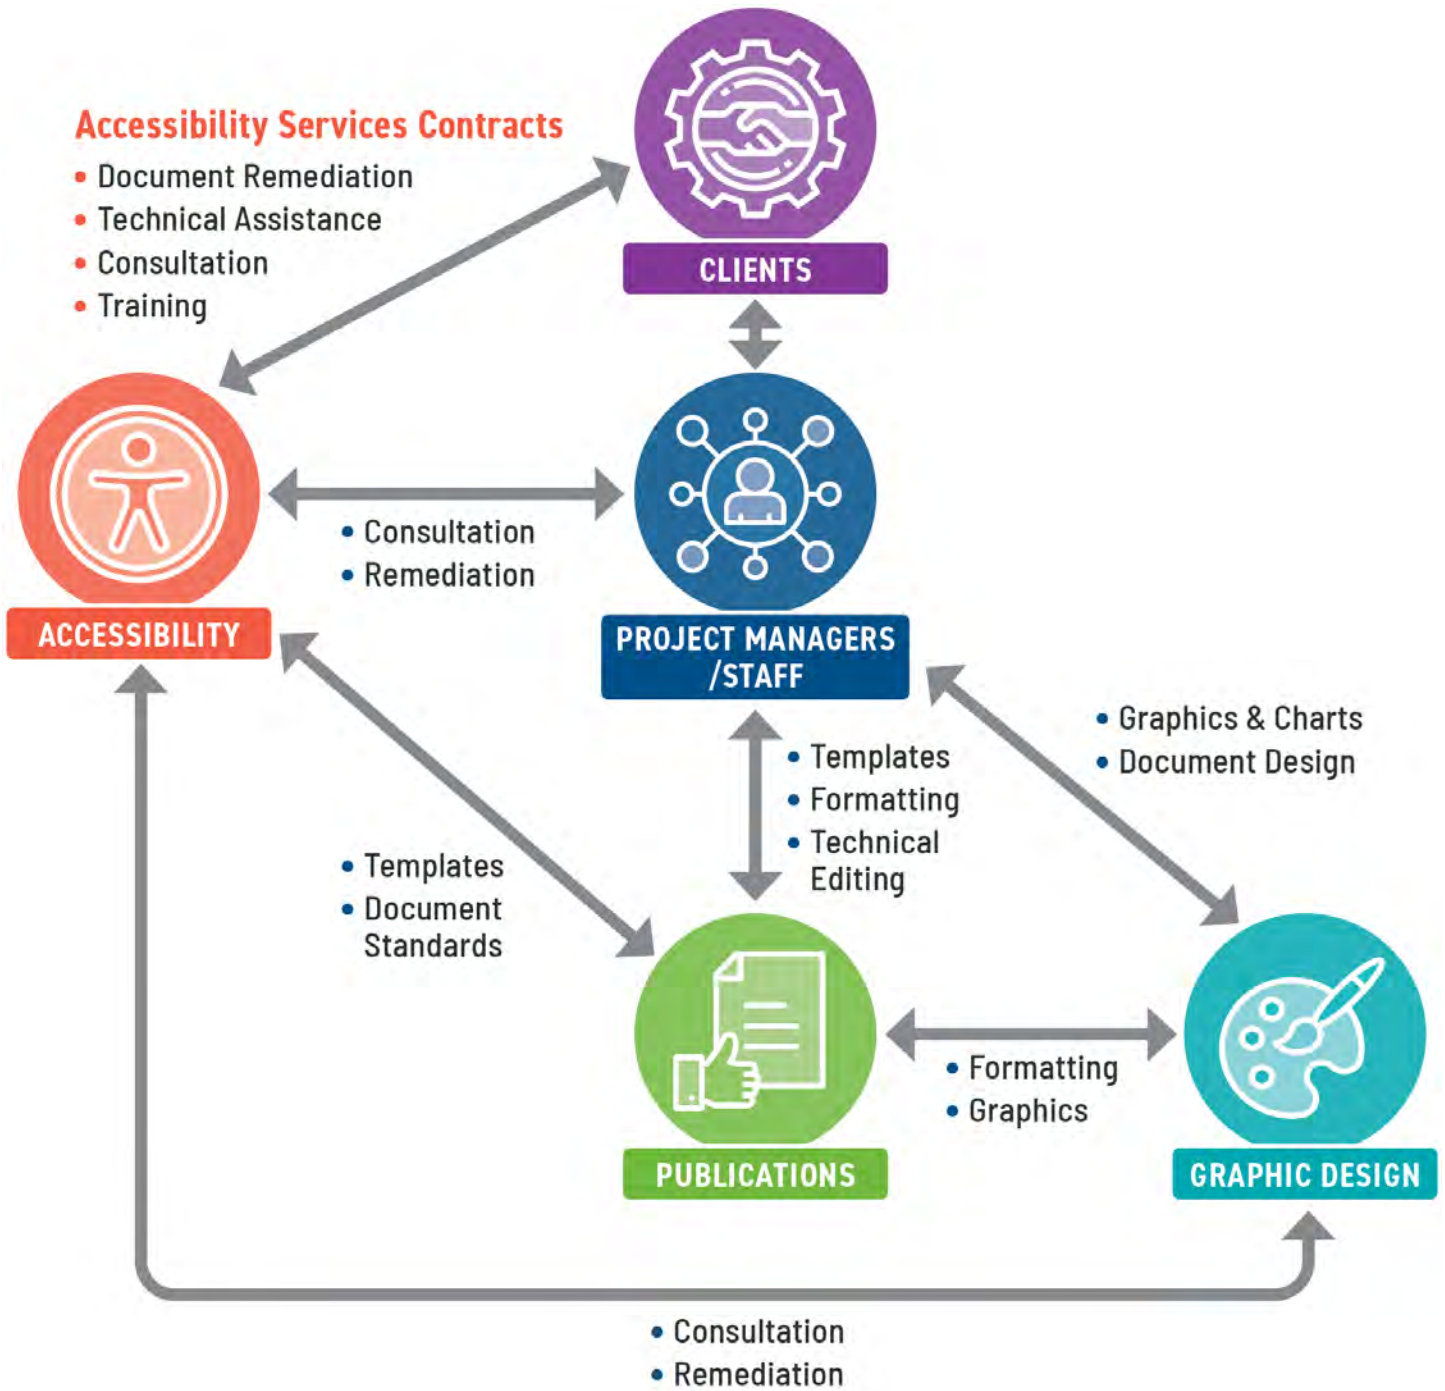 Accessibility Services Contracts
• Document Remediation
• Technical Assistance
• Consultation
• Training
CLIENTS
• Consultation
• Remediation
ACCESSIBILITY
PROJECT MANAGERS
/STAFF
• Graphics & Charts
• Document Design
• Templates
• Formatting
• Technical
Editing
• Templates
• Document
Standards
• Formatting
• Graphics
PUBLICATIONS
GRAPHIC DESIGN
• Consultation
• Remediation